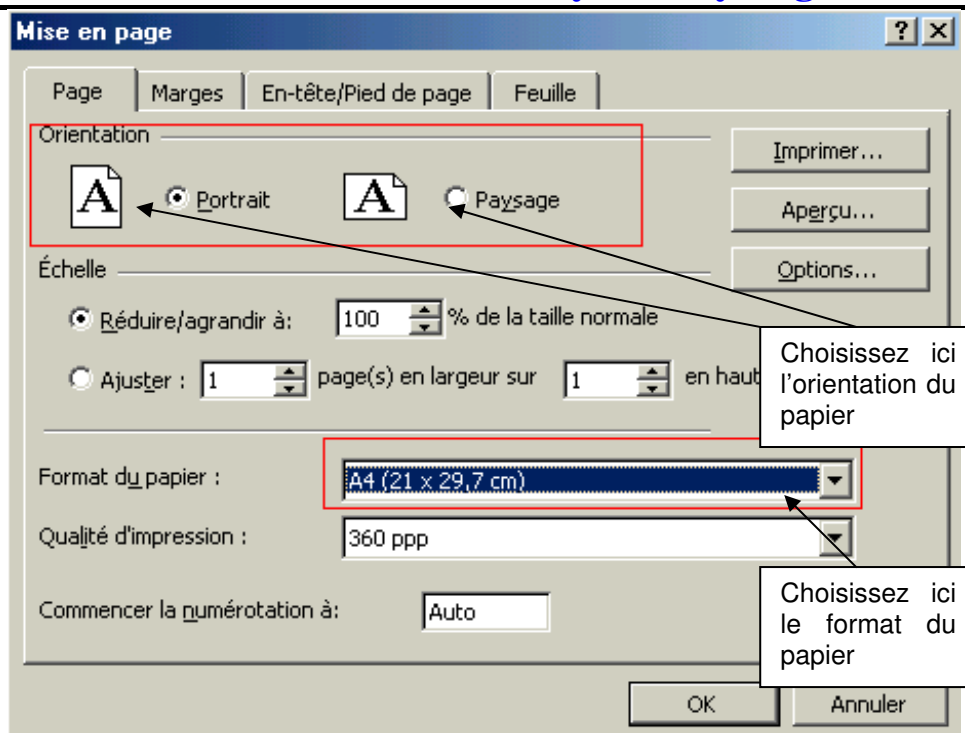 Mise en page
Page Marges En-tête/Pied de page Feuille
Orientation
Imprimer...
A Portrait A Paysage
Aperçu...
Échelle
Options...
Réduire/agrandir à: 100 % de la taille normale
Ajuster : 1 page(s) en largeur sur 1 en haut
Choisissez ici
l'orientation du
papier
Format du papier : A4 (21 x 29,7 cm)
Qualité d'impression : 360 ppp
Commencer la numérotation à: Auto
Choisissez ici
le format du
papier
OK Annuler